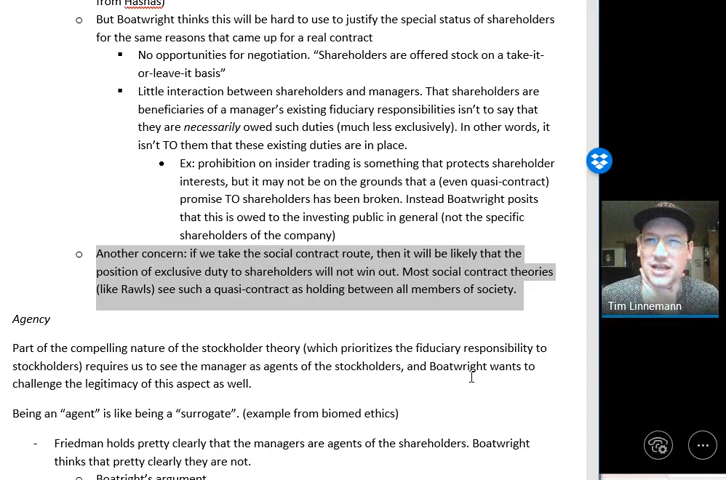 from Hasnas)
o But Boatwright thinks this will be hard to use to justify the special status of shareholders
for the same reasons that came up for a real contract
▪ No opportunities for negotiation. “Shareholders are offered stock on a take-it-
or-leave-it basis”
▪ Little interaction between shareholders and managers. That shareholders are
beneficiaries of a manager’s existing fiduciary responsibilities isn’t to say that
they are necessarily owed such duties (much less exclusively). In other words, it
isn’t TO them that these existing duties are in place.
• Ex: prohibition on insider trading is something that protects shareholder
interests, but it may not be on the grounds that a (even quasi-contract)
promise TO shareholders has been broken. Instead Boatwright posits
that this is owed to the investing public in general (not the specific
shareholders of the company)
o Another concern: if we take the social contract route, then it will be likely that the
position of exclusive duty to shareholders will not win out. Most social contract theories
(like Rawls) see such a quasi-contract as holding between all members of society.
Agency
Part of the compelling nature of the stockholder theory (which prioritizes the fiduciary responsibility to
stockholders) requires us to see the manager as agents of the stockholders, and Boatwright wants to
challenge the legitimacy of this aspect as well.
Being an “agent” is like being a “surrogate”. (example from biomed ethics)
- Friedman holds pretty clearly that the managers are agents of the shareholders. Boatwright
thinks that pretty clearly they are not.
o Boatright’s argument
Tim Linnemann